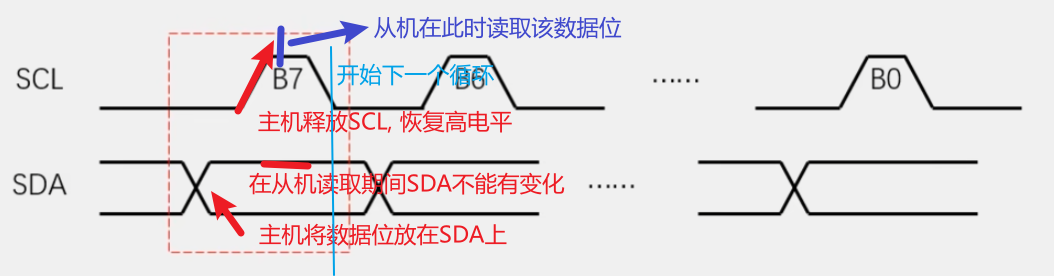 从机在此时读取该数据位
SCL
B7
开始下一个循环
B6
......
B0
主机释放SCL, 恢复高电平
SDA
在从机读取期间SDA不能有变化
......
主机将数据位放在SDA上